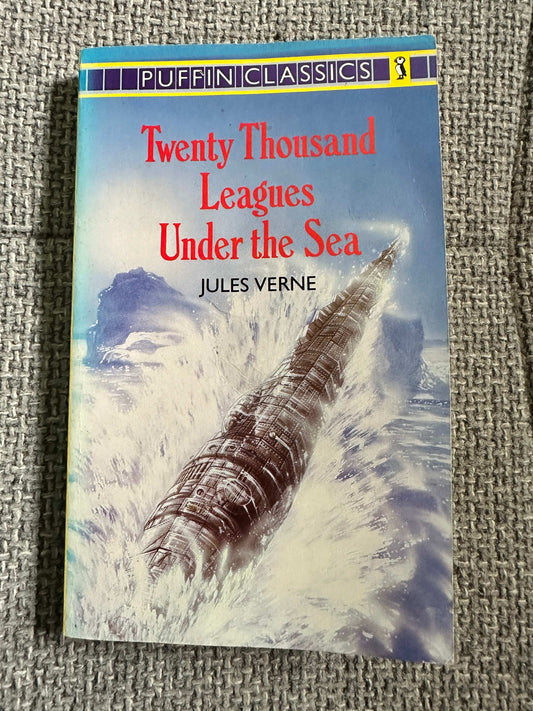 PUFFIN CLASSICS
Twenty Thousand
Leagues
Under the Sea
JULES VERNE